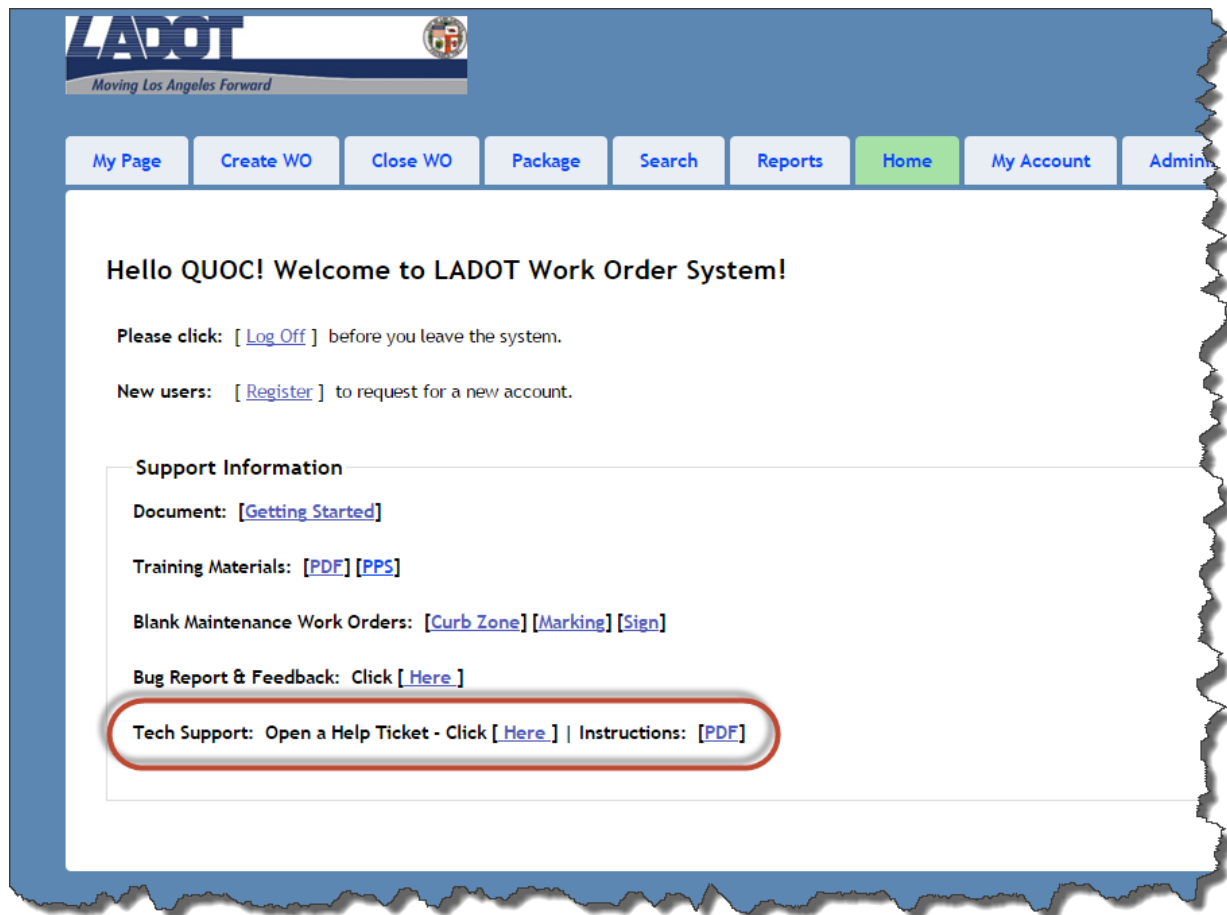 LADOT
Moving Los Angeles Forward
My Page Create WO Close WO Package Search Reports Home My Account
Hello QUOC! Welcome to LADOT Work Order System!
Please click: [ Log Off ] before you leave the system.
New users: [ Register ] to request for a new account.
Support Information
Document: [Getting Started]
Training Materials: [PDF] [PPS]
Blank Maintenance Work Orders: [Curb Zone] [Marking] [Sign]
Bug Report & Feedback: Click [ Here ]
Tech Support: Open a Help Ticket - Click [ Here ] | Instructions: [PDF]